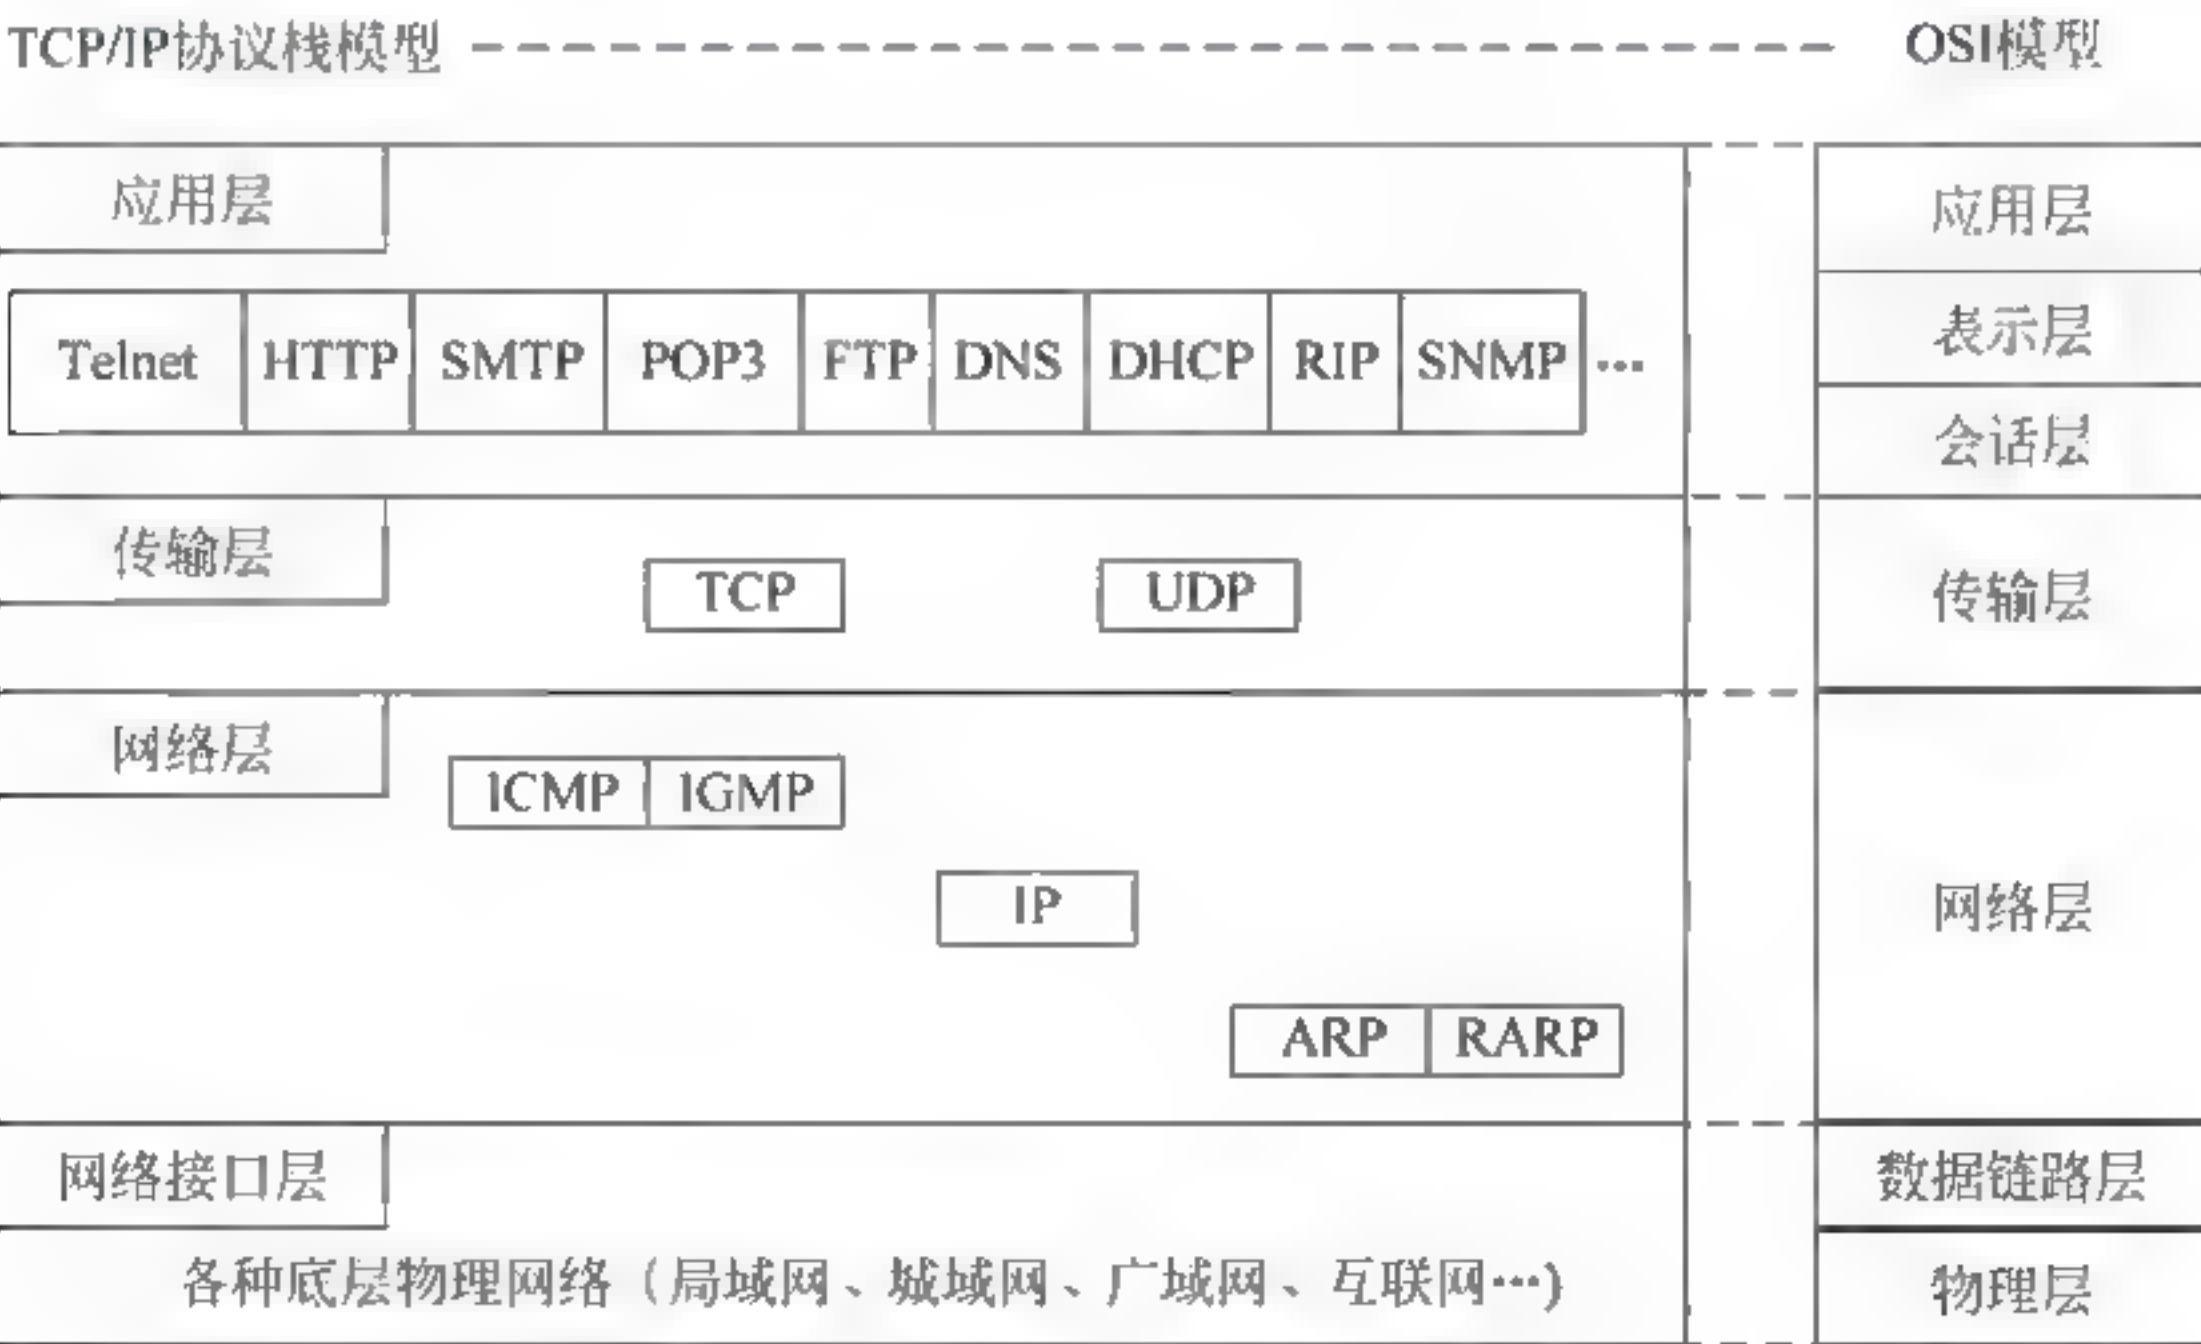 TCP/IP协议栈模型 OSI模型
应用层
Telnet HTTP SMTP POP3 FTP DNS DHCP RIP SNMP …
传输层
TCP UDP
网络层
ICMP IGMP
IP
ARP RARP
网络接口层
各种底层物理网络（局域网、城域网、广域网、互联网…）
应用层
表示层
会话层
传输层
网络层
数据链路层
物理层